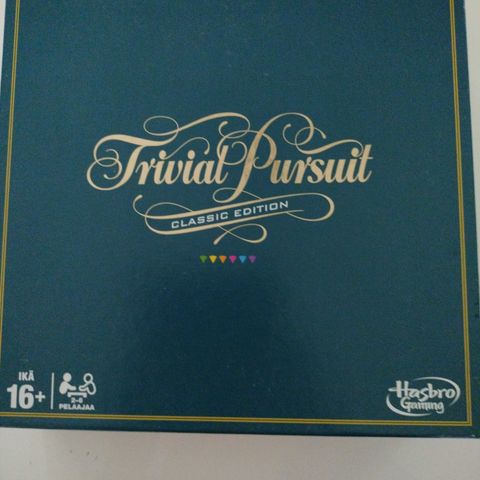 Trivial Pursuit
CLASSIC EDITION
IKÄ
16+
2-6
PELAAJAA
Hasbro
Gaming